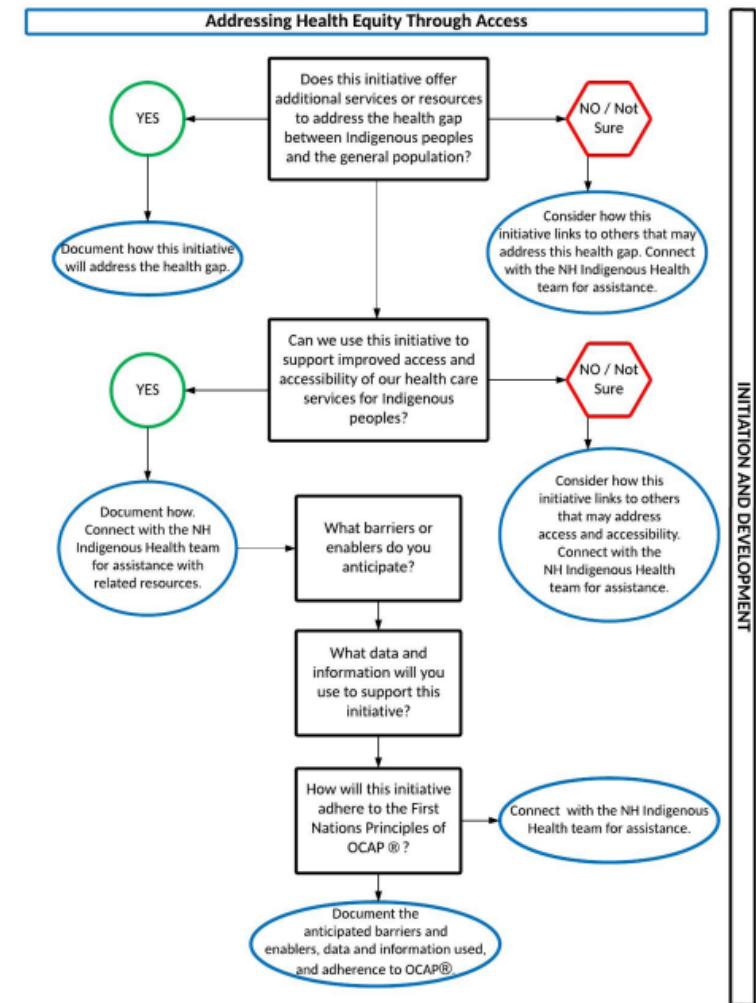 Addressing Health Equity Through Access
Does this initiative offer
additional services or resources
to address the health gap
between Indigenous peoples
and the general population?
YES
NO / Not
Sure
Document how this initiative
will address the health gap.
Consider how this
initiative links to others that may
address this health gap. Connect
with the NH Indigenous Health
team for assistance.
Can we use this initiative to
support improved access and
accessibility of our health care
services for Indigenous
peoples?
YES
NO / Not
Sure
Document how.
Connect with the NH
Indigenous Health team
for assistance with
related resources.
Consider how this
initiative links to others
that may address
access and accessibility.
Connect with the
NH Indigenous Health
team for assistance.
What barriers or
enablers do you
anticipate?
What data and
information will you
use to support this
initiative?
How will this initiative
adhere to the First
Nations Principles of
OCAP ® ?
Connect with the NH Indigenous
Health team for assistance.
Document the
anticipated barriers and
enablers, data and information used,
and adherence to OCAP®.
INITIATION AND DEVELOPMENT